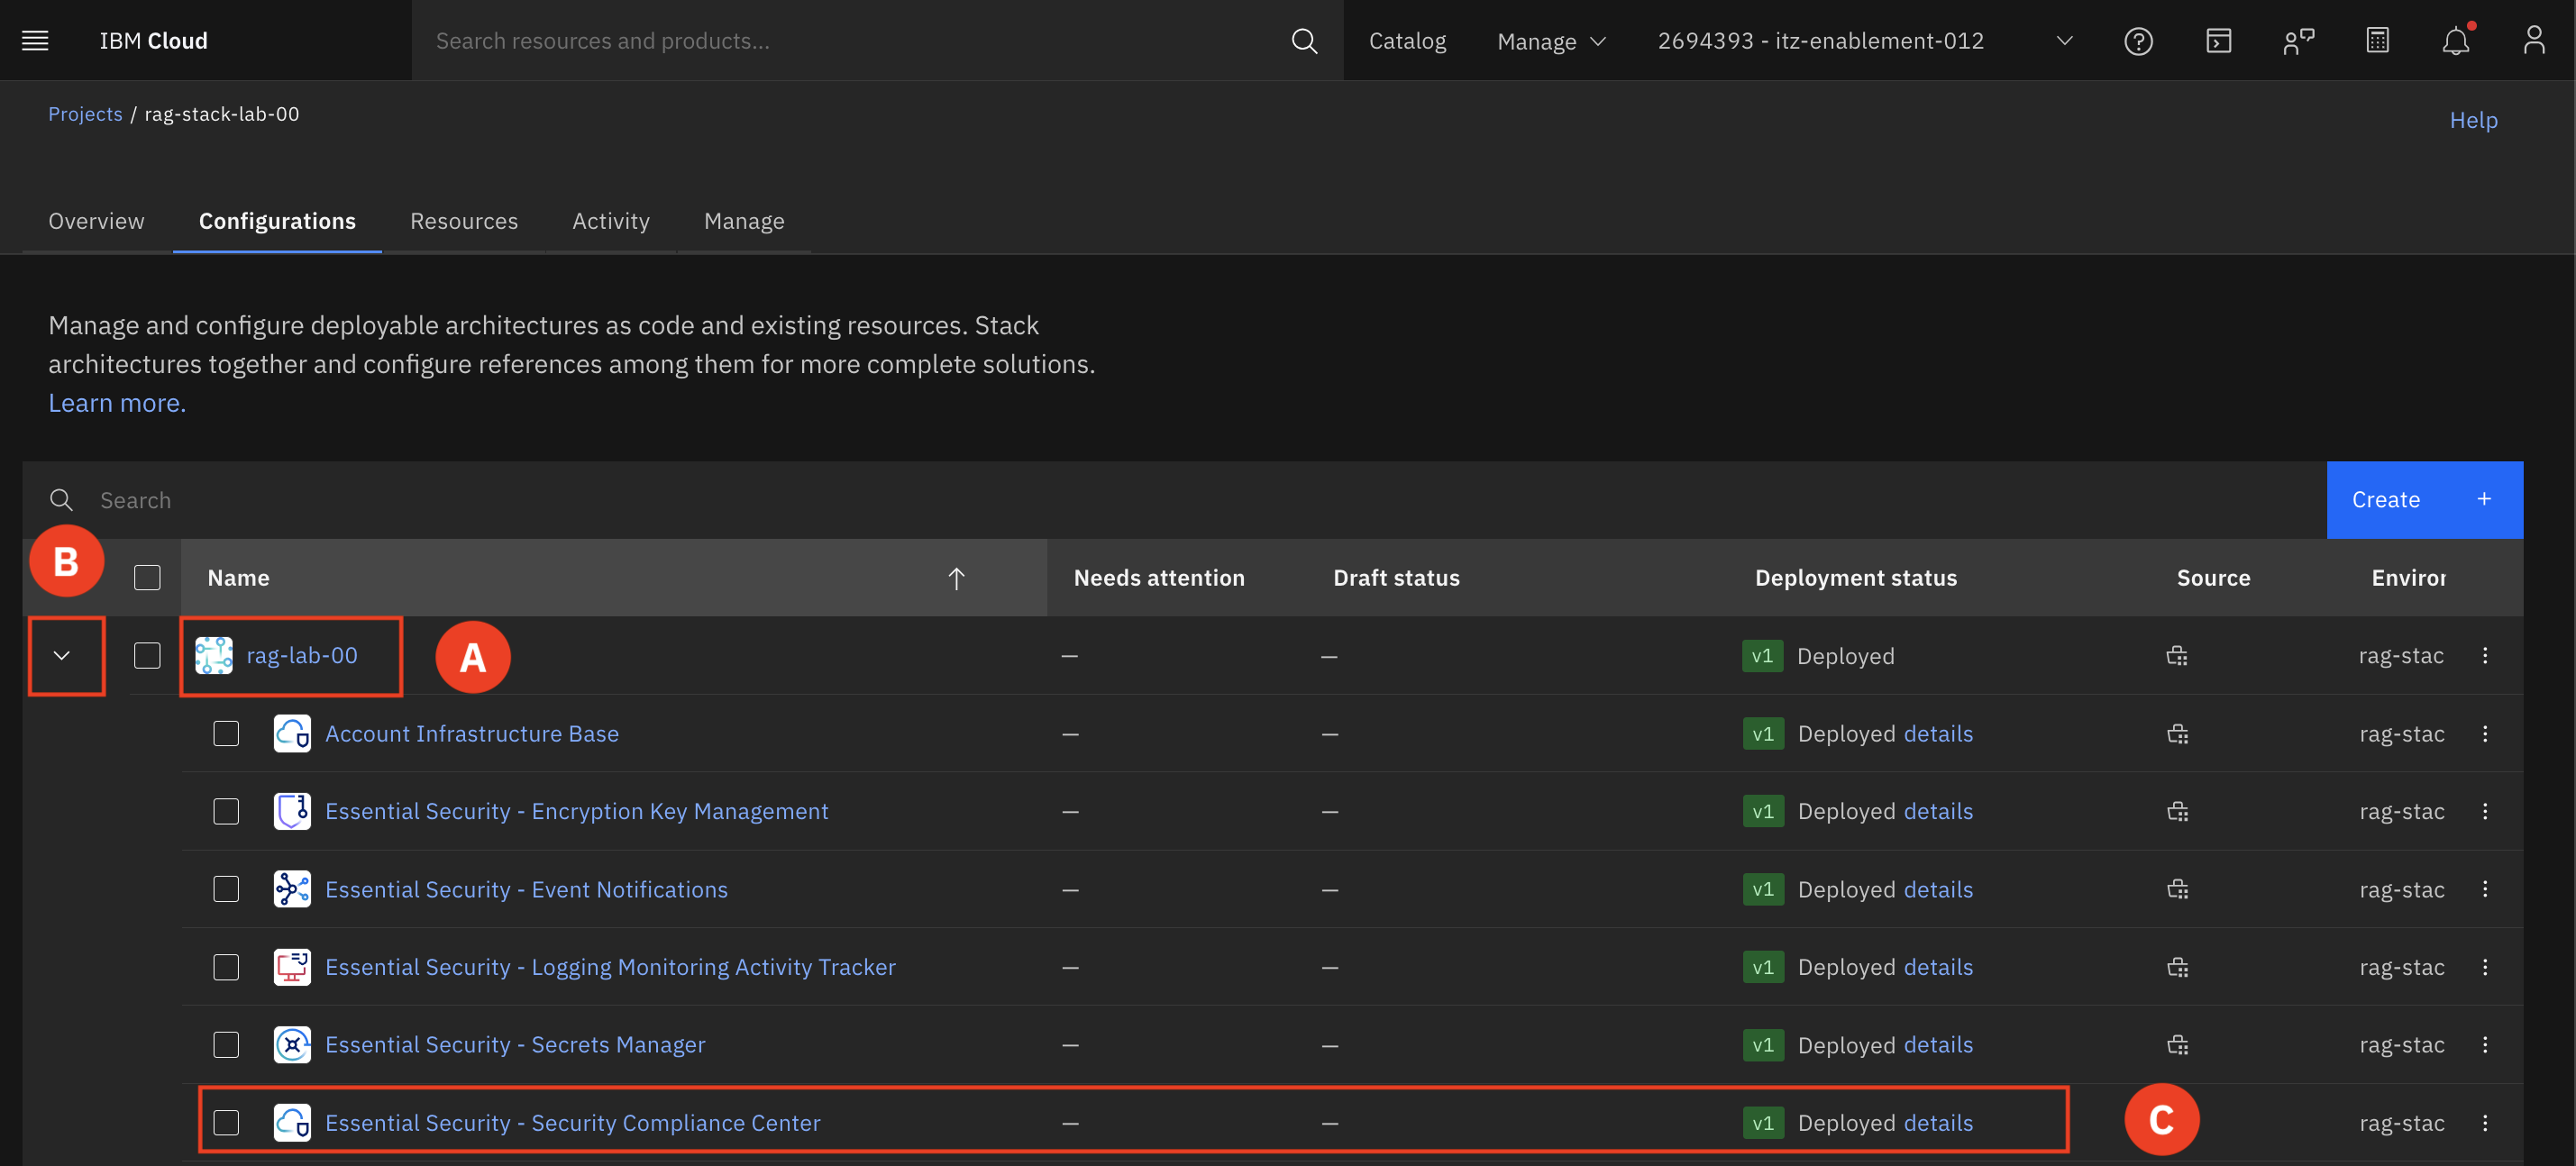 IBM Cloud
Search resources and products...
Catalog
Manage
2694393 - itz-enablement-012
Projects / rag-stack-lab-00
Help
Overview
Configurations
Resources
Activity
Manage
Manage and configure deployable architectures as code and existing resources. Stack
architectures together and configure references among them for more complete solutions.
Learn more.
Search
Create +
B
Name
Needs attention
Draft status
Deployment status
Source
Environ
rag-lab-00
A
—
—
v1 Deployed
rag-stac
Account Infrastructure Base
—
—
v1 Deployed details
rag-stac
Essential Security - Encryption Key Management
—
—
v1 Deployed details
rag-stac
Essential Security - Event Notifications
—
—
v1 Deployed details
rag-stac
Essential Security - Logging Monitoring Activity Tracker
—
—
v1 Deployed details
rag-stac
Essential Security - Secrets Manager
—
—
v1 Deployed details
rag-stac
Essential Security - Security Compliance Center
—
—
v1 Deployed details
C
rag-stac